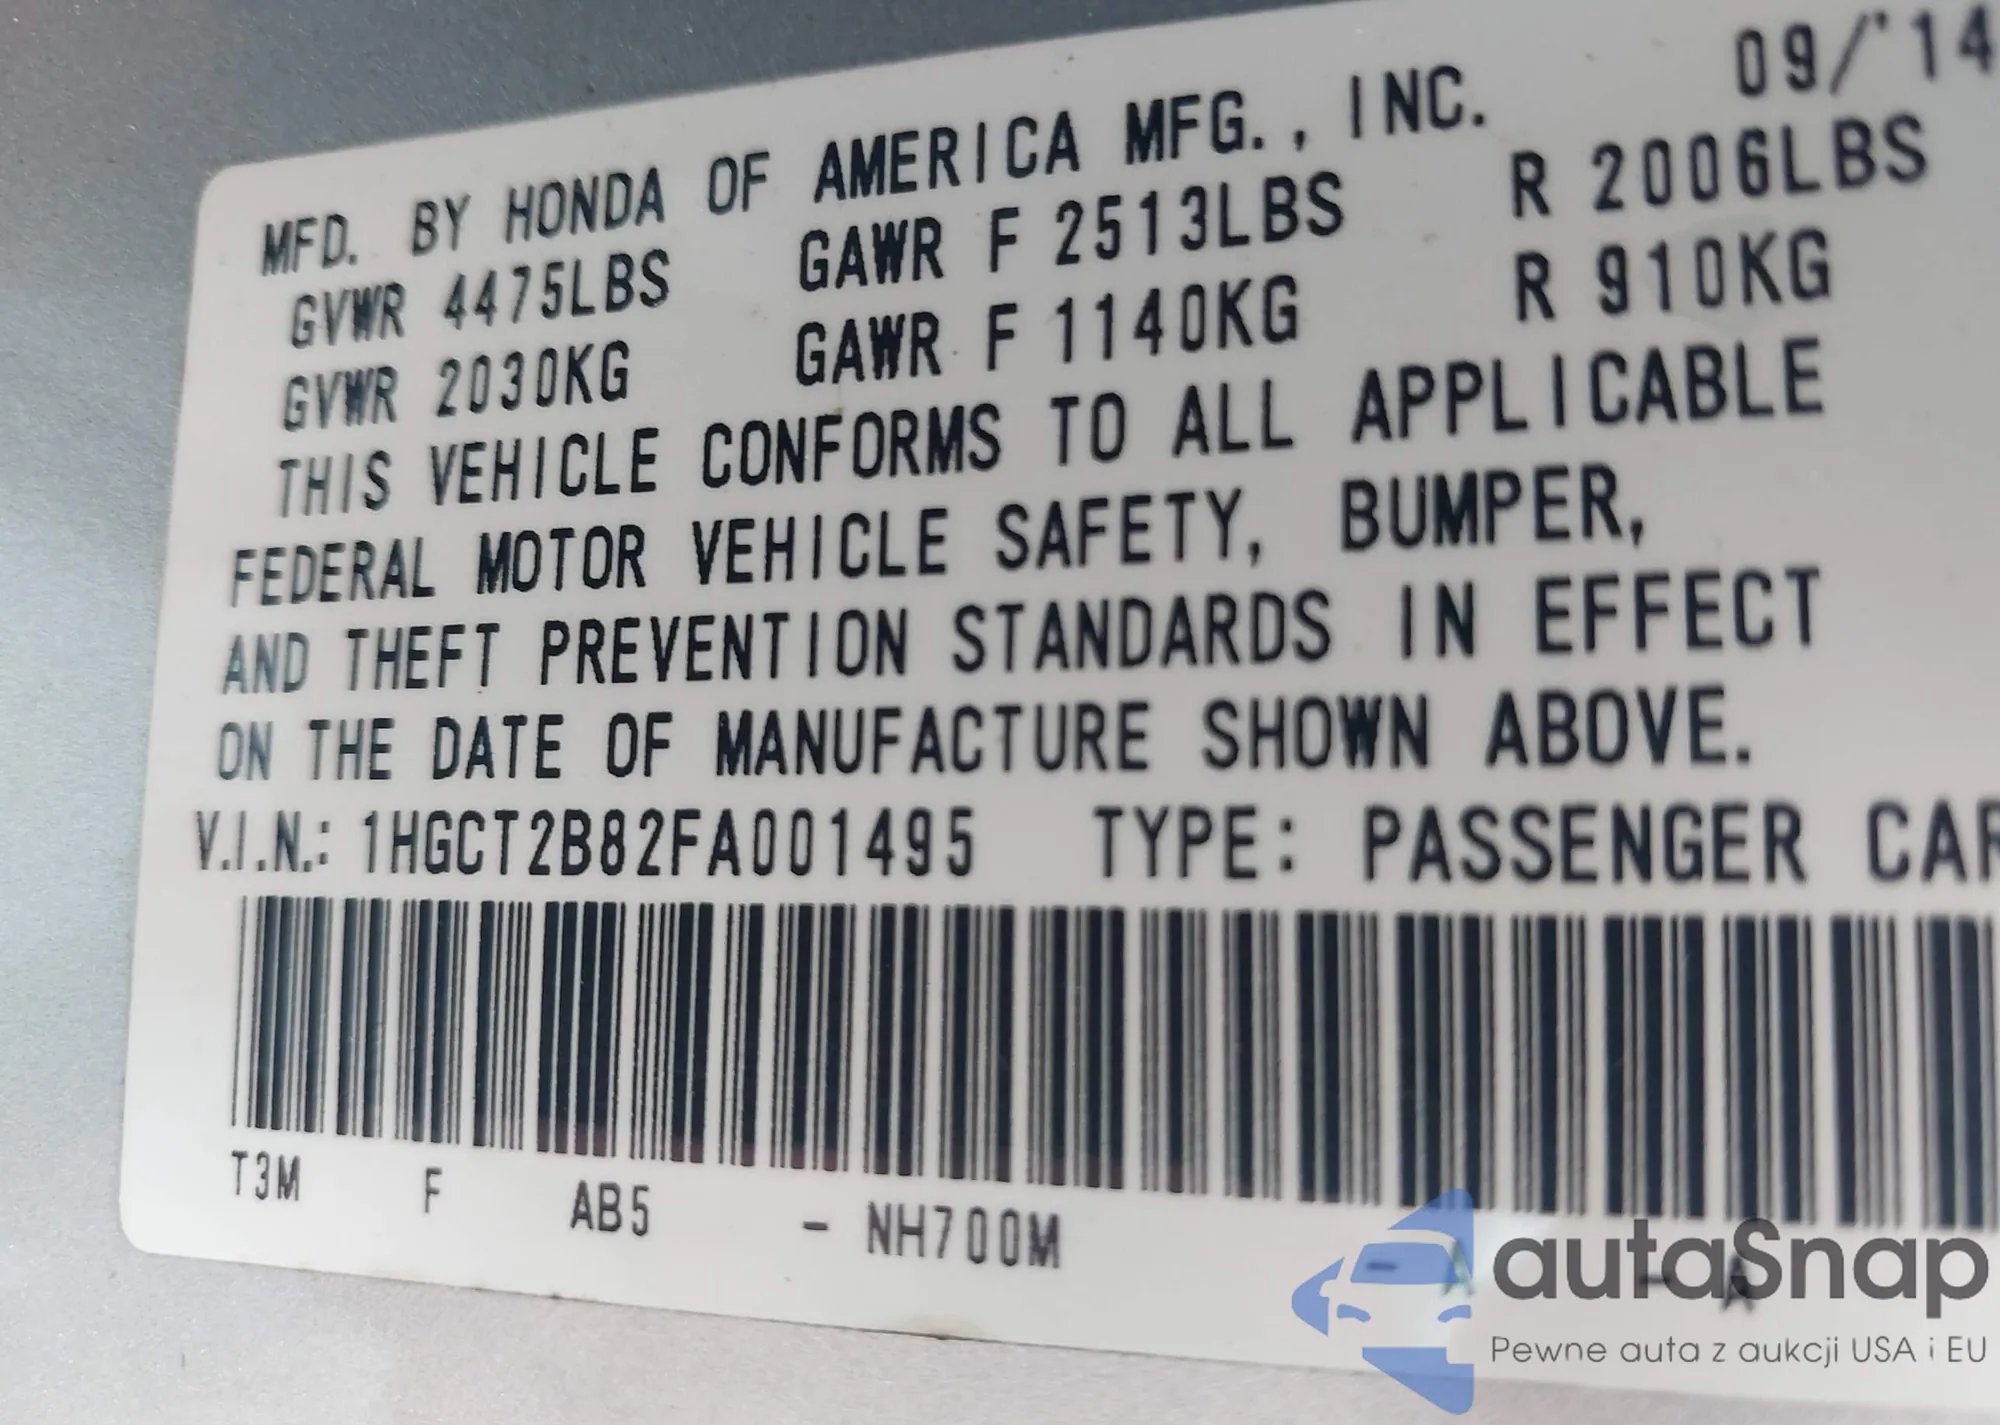 MFD. BY HONDA OF AMERICA MFG., INC. 09/'14
GVWR 4475LBS GAWR F 2513LBS R 2006LBS
GVWR 2030KG GAWR F 1140KG R 910KG
THIS VEHICLE CONFORMS TO ALL APPLICABLE
FEDERAL MOTOR VEHICLE SAFETY, BUMPER,
AND THEFT PREVENTION STANDARDS IN EFFECT
ON THE DATE OF MANUFACTURE SHOWN ABOVE.
V.I.N.: 1HGCT2B82FA001495 TYPE: PASSENGER CAR
T3M F AB5 - NH700M - A - A
autaSnap
Pewne auta z aukcji USA i EU